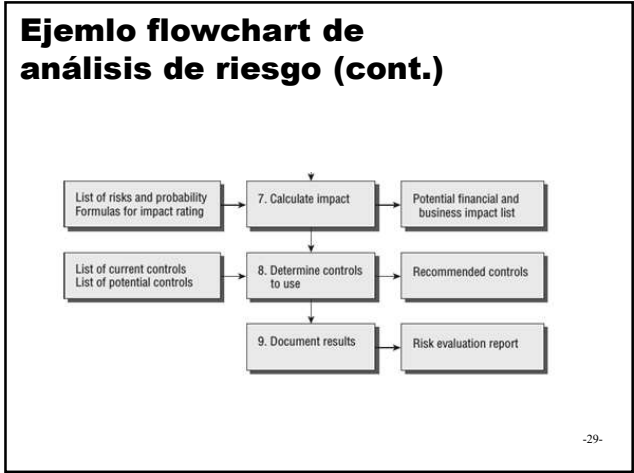 Ejemlo flowchart de
análisis de riesgo (cont.)
List of risks and probability
Formulas for impact rating
7. Calculate impact
Potential financial and
business impact list
List of current controls
List of potential controls
8. Determine controls
to use
Recommended controls
9. Document results
Risk evaluation report
-29-